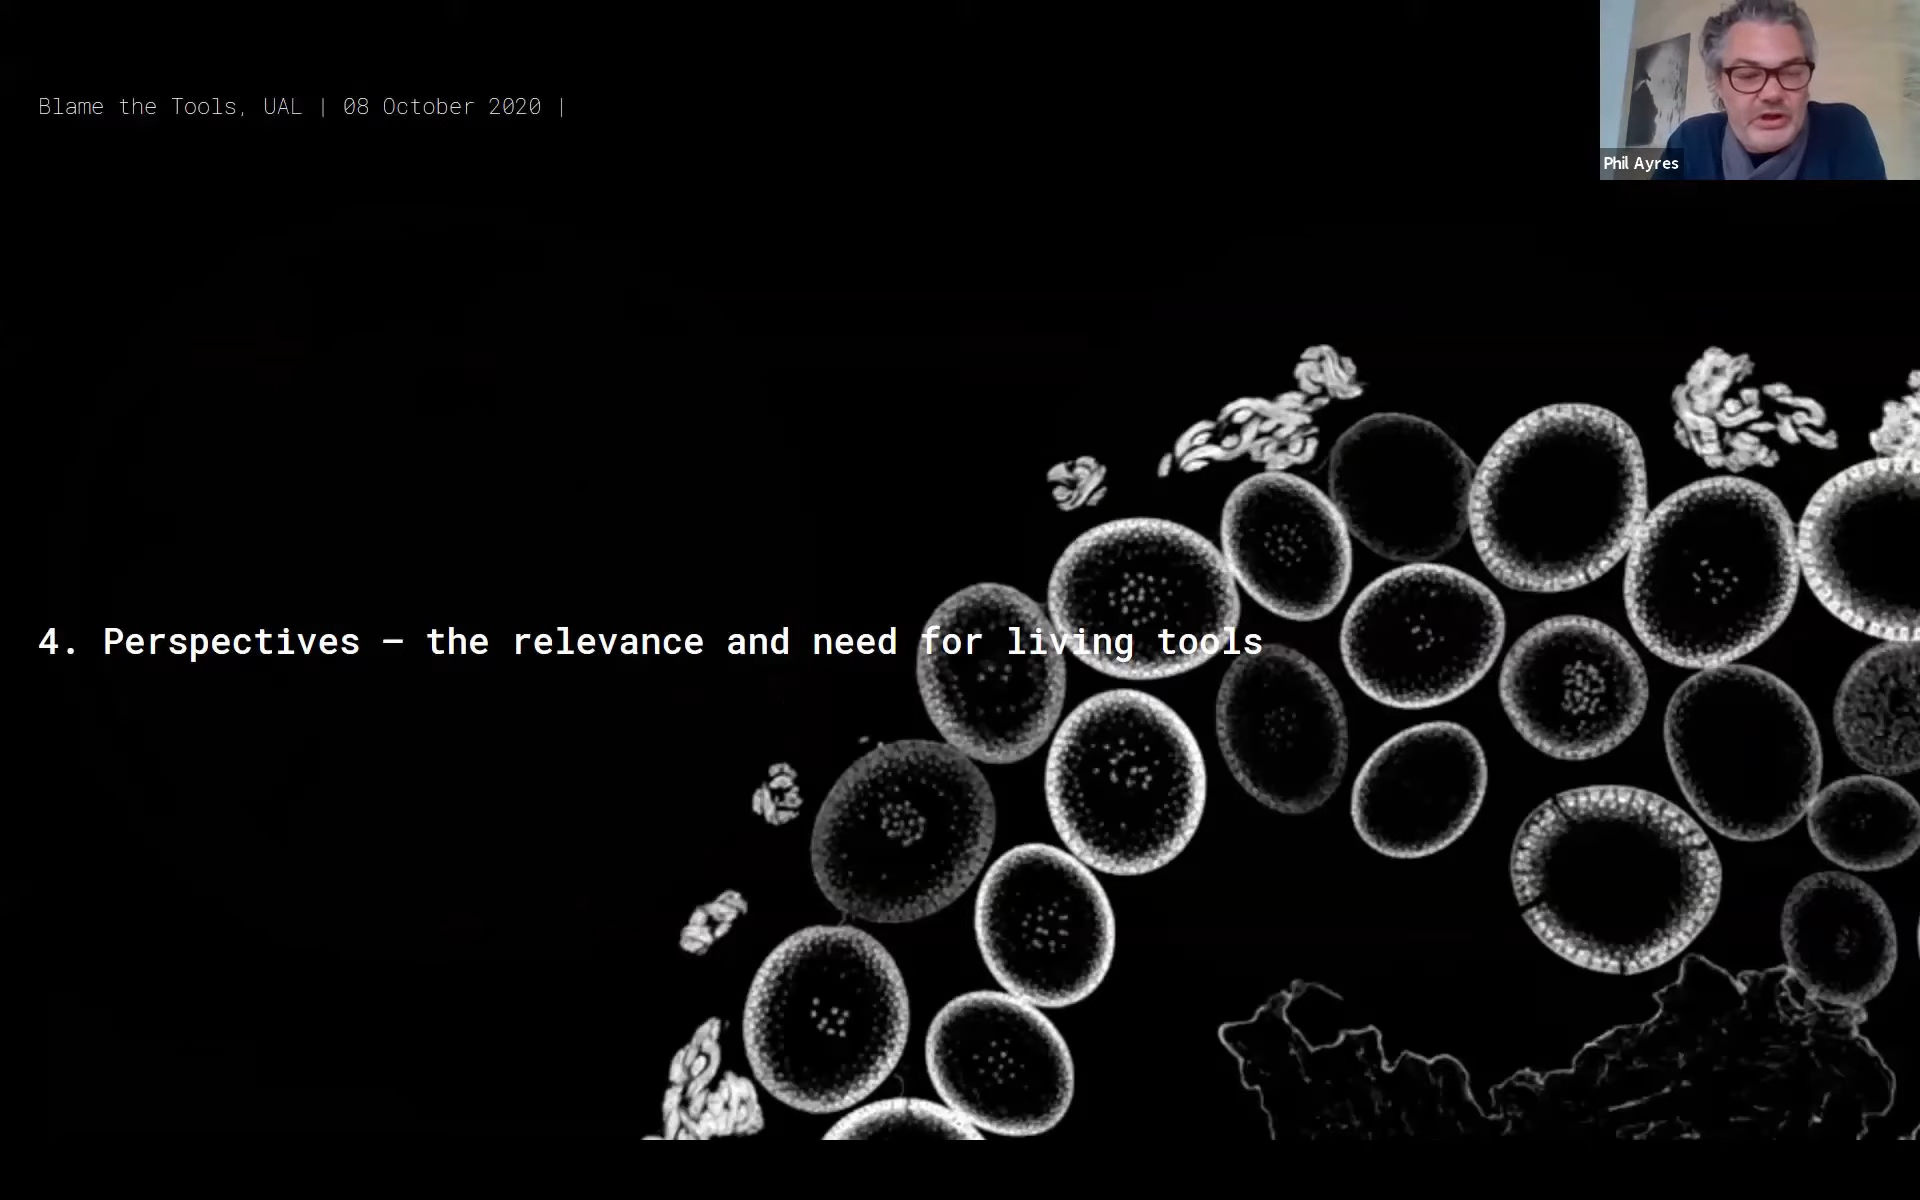 Blame the Tools, UAL | 08 October 2020 |
Phil Ayres
4. Perspectives – the relevance and need for living tools